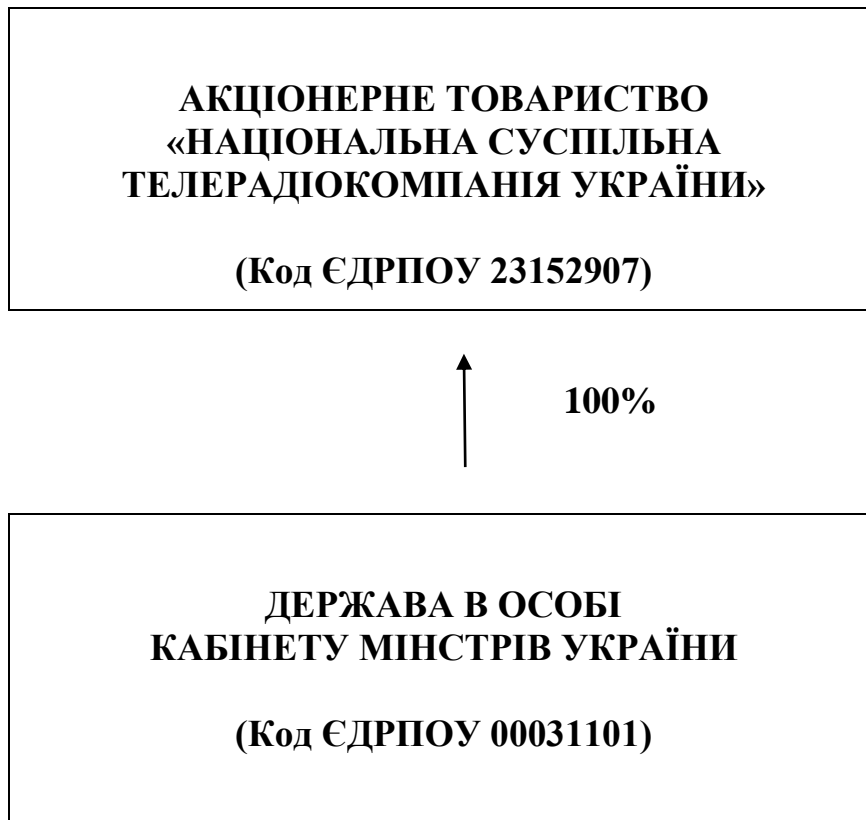 АКЦІОНЕРНЕ ТОВАРИСТВО
«НАЦІОНАЛЬНА СУСПІЛЬНА
ТЕЛЕРАДІОКОМПАНІЯ УКРАЇНИ»
(Код ЄДРПОУ 23152907)
100%
ДЕРЖАВА В ОСОБІ
КАБІНЕТУ МІНСТРІВ УКРАЇНИ
(Код ЄДРПОУ 00031101)